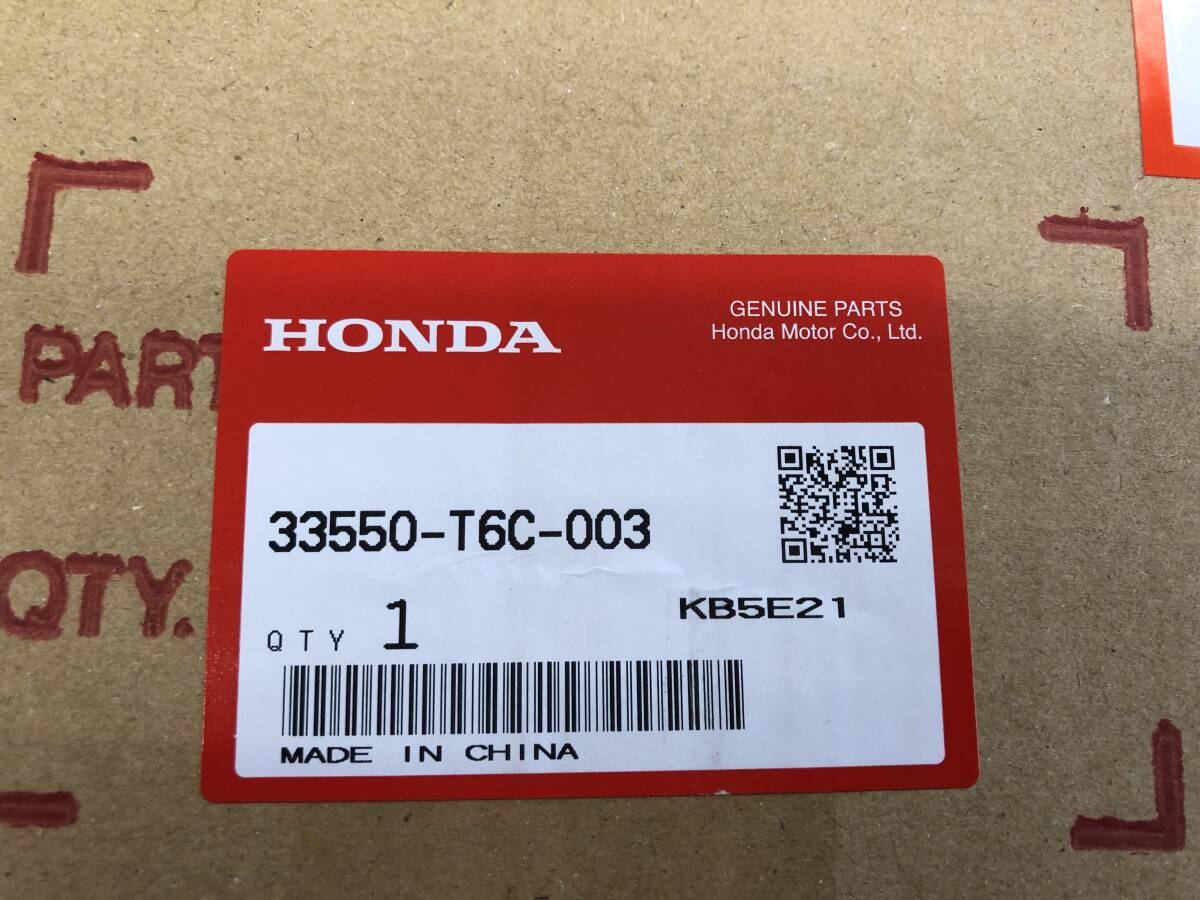 HONDA
GENUINE PARTS
Honda Motor Co., Ltd.
PART
33550-T6C-003
KB5E21
QTY 1
QTY.
MADE IN CHINA